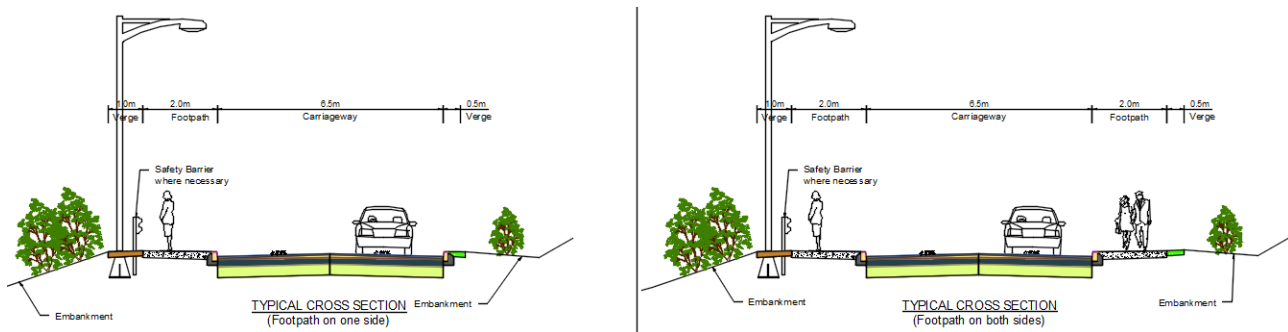 1.0m 2.0m 6.5m 0.5m
Verge Footpath Carriageway Verge
Safety Barrier
where necessary
Embankment
TYPICAL CROSS SECTION
(Footpath on one side)
Embankment
1.0m 2.0m 6.5m 2.0m 0.5m
Verge Footpath Carriageway Footpath Verge
Safety Barrier
where necessary
Embankment
TYPICAL CROSS SECTION
(Footpath on both sides)
Embankment